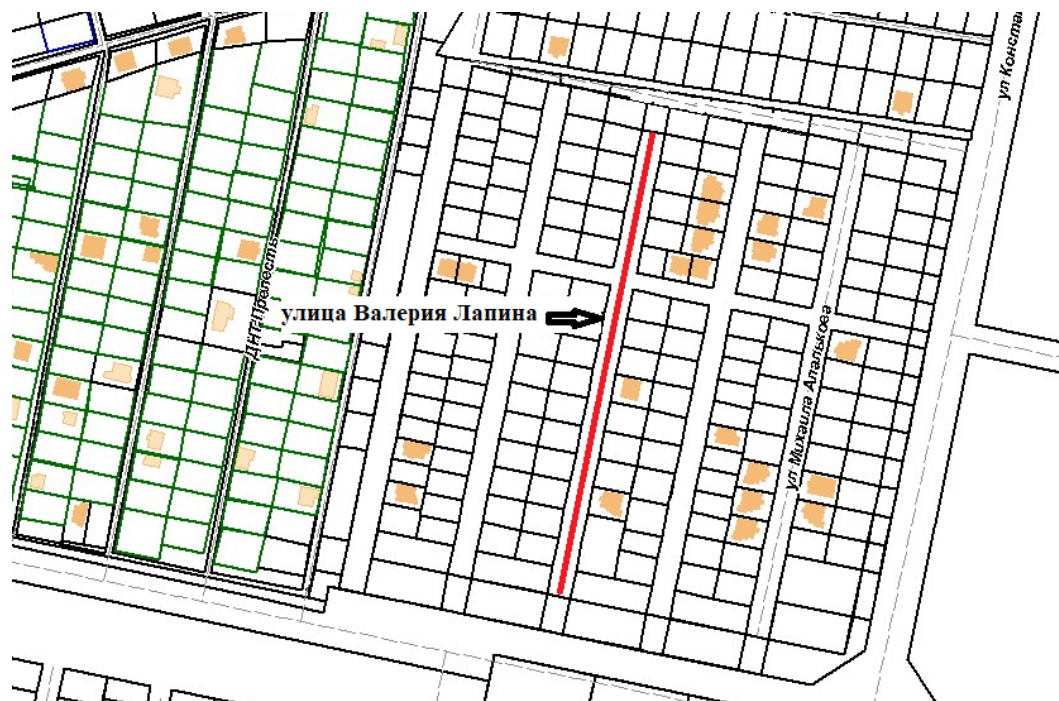 ул Конста
ДНТ Прелесть
улица Валерия Лапина
ул Михаила Апалькова